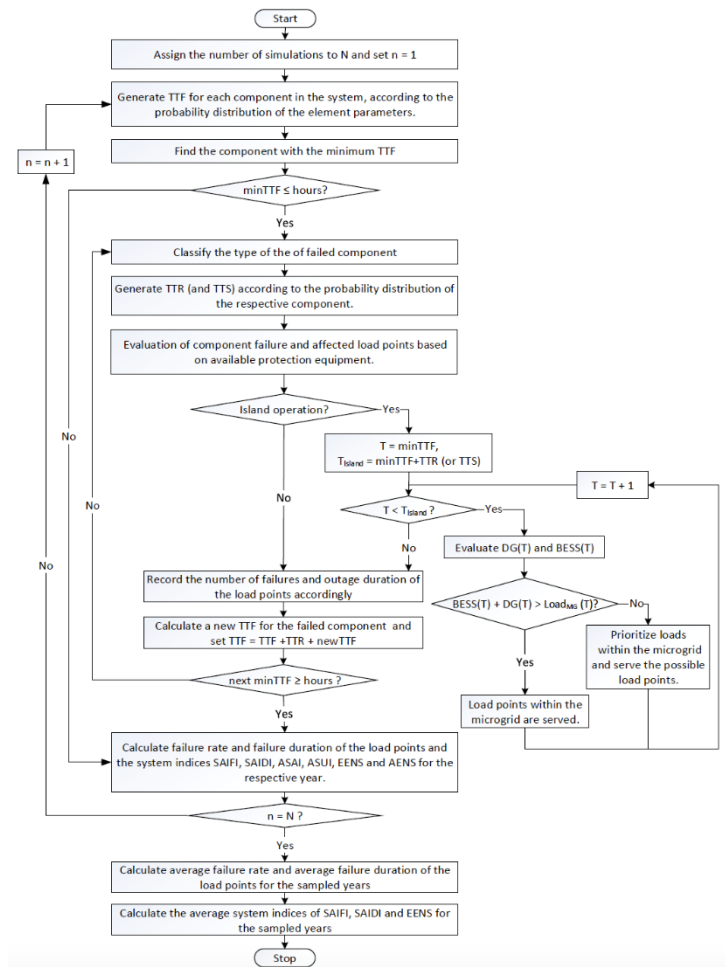 Start
Assign the number of simulations to N and set n = 1
Generate TTF for each component in the system, according to the
probability distribution of the element parameters.
Find the component with the minimum TTF
n = n + 1
minTTF ≤ hours?
Yes
Classify the type of the of failed component
Generate TTR (and TTS) according to the probability distribution of
the respective component.
Evaluation of component failure and affected load points based
on available protection equipment.
Island operation?
Yes
No
T = minTTF,
T_Island = minTTF+TTR (or TTS)
No
T = T + 1
No
T < T_Island ?
Yes
No
Evaluate DG(T) and BESS(T)
No
Record the number of failures and outage duration of
the load points accordingly
BESS(T) + DG(T) > Load_MG (T)?
No
Calculate a new TTF for the failed component and
set TTF = TTF +TTR + newTTF
Prioritize loads
within the microgrid
and serve the possible
load points.
Yes
next minTTF ≥ hours ?
Yes
Load points within the
microgrid are served.
Calculate failure rate and failure duration of the load points and
the system indices SAIFI, SAIDI, ASAI, ASUI, EENS and AENS for the
respective year.
n = N ?
Yes
Calculate average failure rate and average failure duration of the
load points for the sampled years
Calculate the average system indices of SAIFI, SAIDI and EENS for
the sampled years
Stop